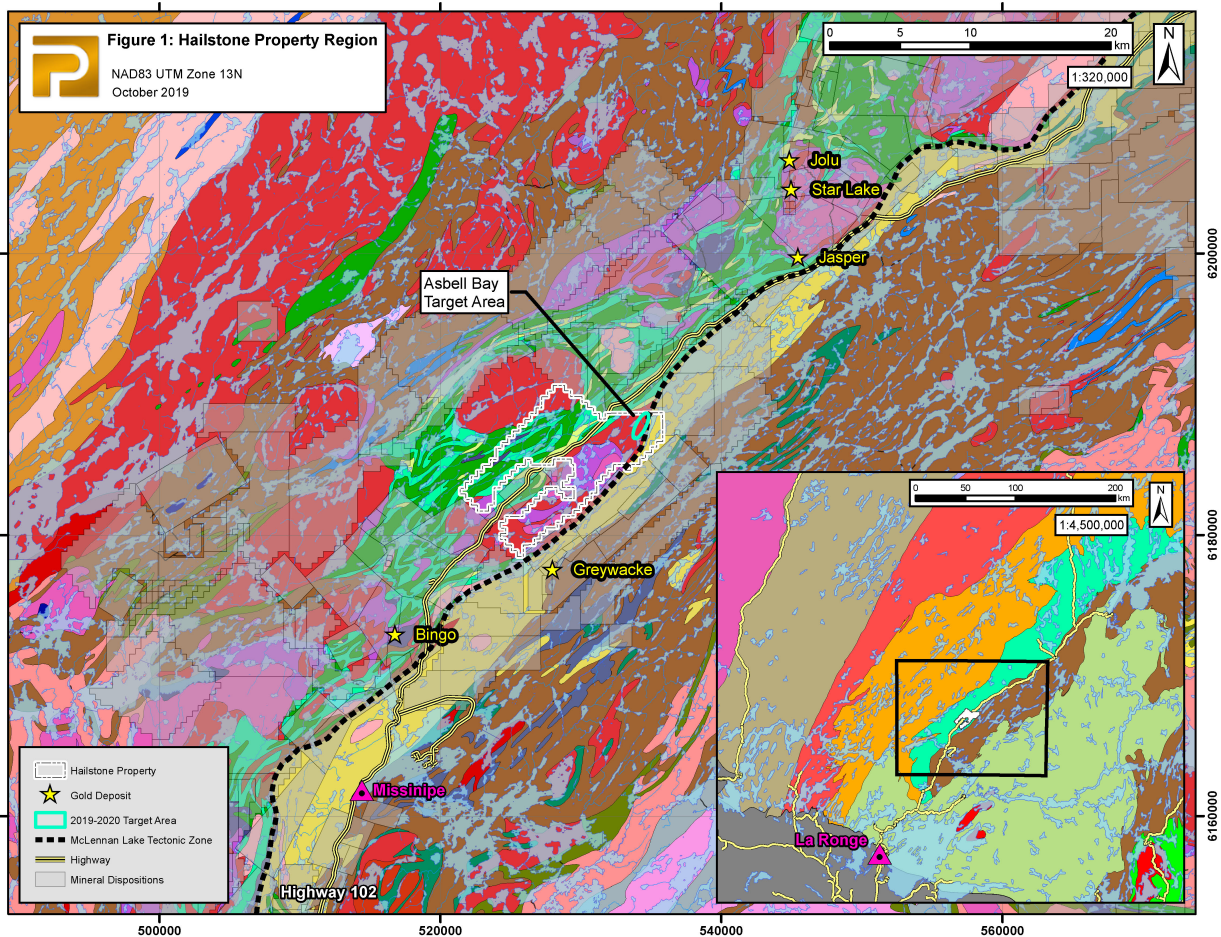 Figure 1: Hailstone Property Region
NAD83 UTM Zone 13N
October 2019
0 5 10 20
km
N
1:320,000
Jolu
Star Lake
Jasper
Asbell Bay
Target Area
Greywacke
Bingo
Missinipe
Highway 102
Hailstone Property
Gold Deposit
2019-2020 Target Area
McLennan Lake Tectonic Zone
Highway
Mineral Dispositions
0 50 100 200
km
N
1:4,500,000
La Ronge
6200000
6180000
6160000
500000
520000
540000
560000